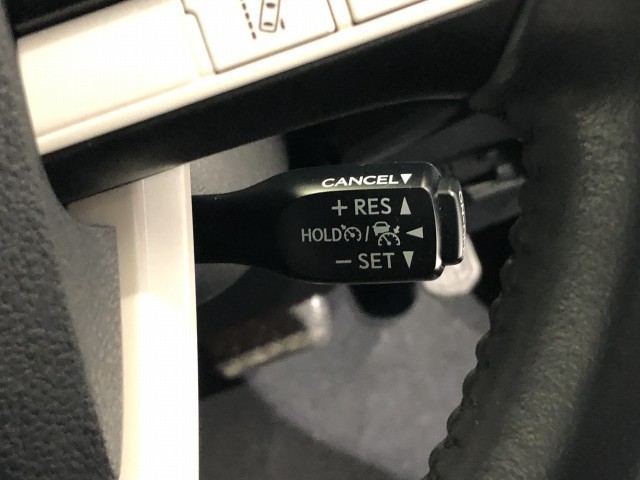 CANCEL▼
+ RES ▲
HOLD / ◀
− SET ▼